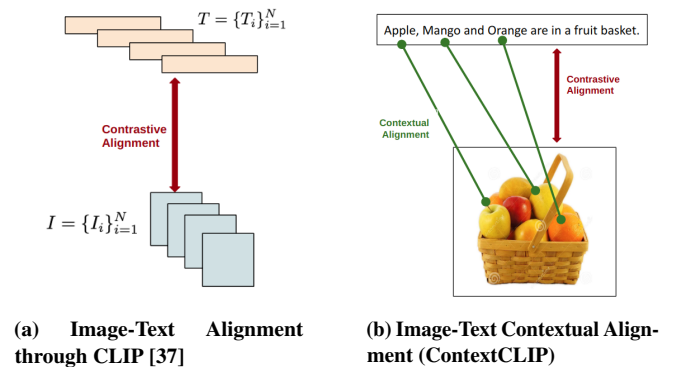 T = {T_i}_{i=1}^N
Contrastive
Alignment
I = {I_i}_{i=1}^N
(a) Image-Text Alignment
through CLIP [37]
Apple, Mango and Orange are in a fruit basket.
Contrastive
Alignment
Contextual
Alignment
(b) Image-Text Contextual Align-
ment (ContextCLIP)